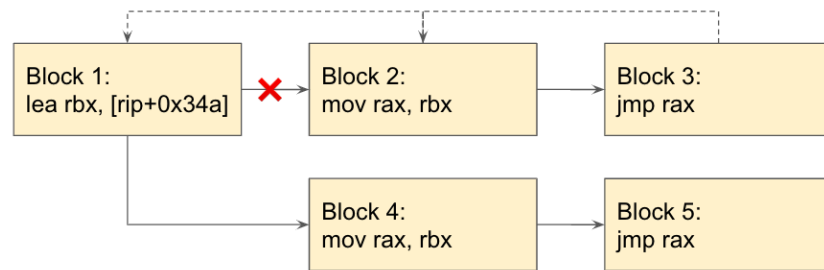 Block 1:
lea rbx, [rip+0x34a]
Block 2:
mov rax, rbx
Block 3:
jmp rax
Block 4:
mov rax, rbx
Block 5:
jmp rax